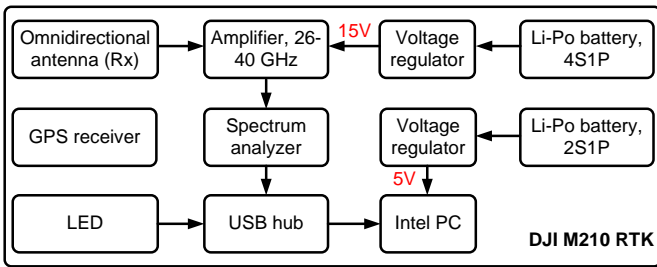 Omnidirectional
antenna (Rx)
Amplifier, 26-
40 GHz
15V
Voltage
regulator
Li-Po battery,
4S1P
GPS receiver
Spectrum
analyzer
Voltage
regulator
Li-Po battery,
2S1P
5V
LED
USB hub
Intel PC
DJI M210 RTK